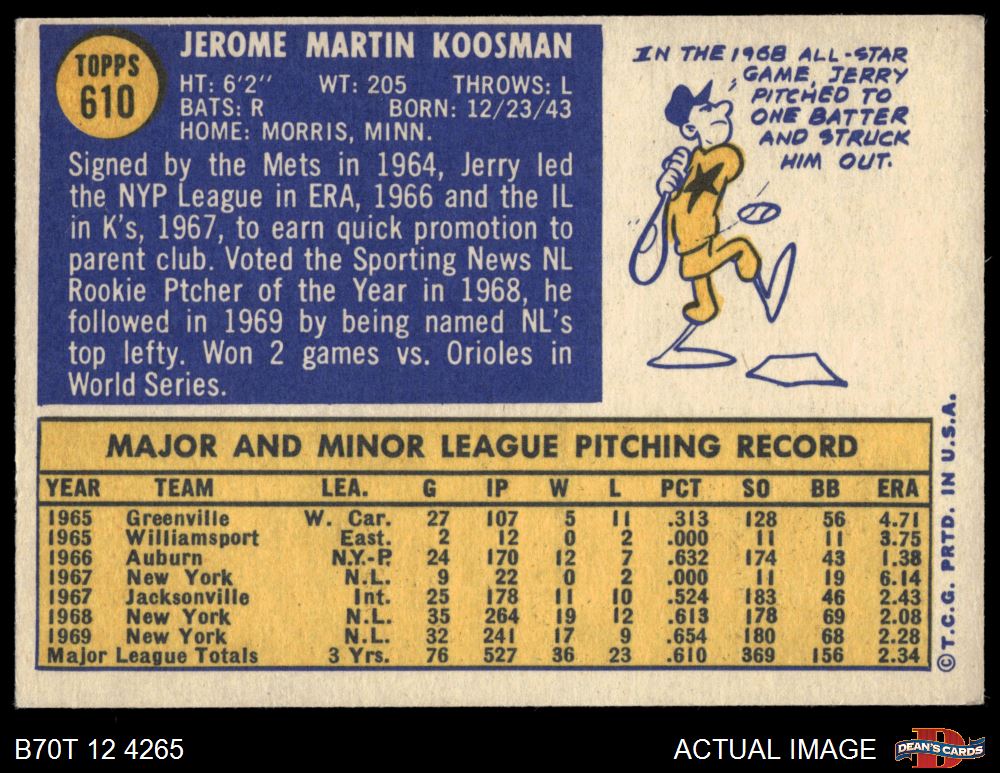 TOPPS
610
JEROME MARTIN KOOSMAN
HT: 6'2" WT: 205 THROWS: L
BATS: R BORN: 12/23/43
HOME: MORRIS, MINN.
Signed by the Mets in 1964, Jerry led
the NYP League in ERA, 1966 and the IL
in K's, 1967, to earn quick promotion to
parent club. Voted the Sporting News NL
Rookie Ptcher of the Year in 1968, he
followed in 1969 by being named NL's
top lefty. Won 2 games vs. Orioles in
World Series.
IN THE 1968 ALL-STAR
GAME, JERRY
PITCHED TO
ONE BATTER
AND STRUCK
HIM OUT.
MAJOR AND MINOR LEAGUE PITCHING RECORD
YEAR TEAM LEA. G IP W L PCT SO BB ERA
1965 Greenville W. Car. 27 107 5 11 .313 128 56 4.71
1965 Williamsport East. 2 12 0 2 .000 11 11 3.75
1966 Auburn N.Y.-P. 24 170 12 7 .632 174 43 1.38
1967 New York N.L. 9 22 0 2 .000 11 19 6.14
1967 Jacksonville Int. 25 178 11 10 .524 183 46 2.43
1968 New York N.L. 35 264 19 12 .613 178 69 2.08
1969 New York N.L. 32 241 17 9 .654 180 68 2.28
Major League Totals 3 Yrs. 76 527 36 23 .610 369 156 2.34
© T.C.G. PRTD. IN U.S.A.
B70T 12 4265
ACTUAL IMAGE
D
DEAN'S CARDS